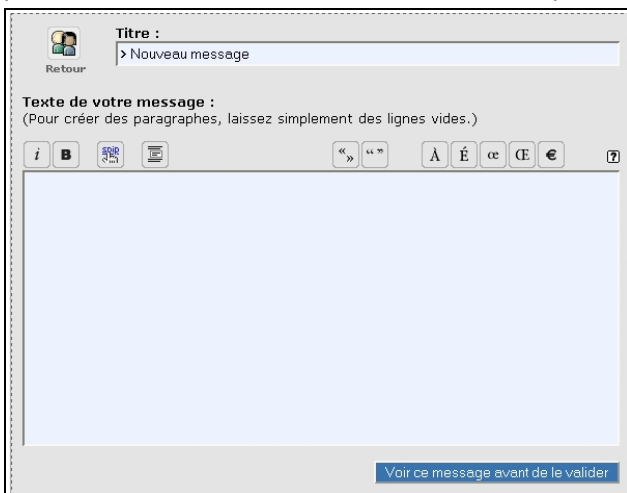 Titre :
> Nouveau message
Retour
Texte de votre message :
(Pour créer des paragraphes, laissez simplement des lignes vides.)
i B SPIP « » “ ” À É œ Œ € ?
Voir ce message avant de le valider